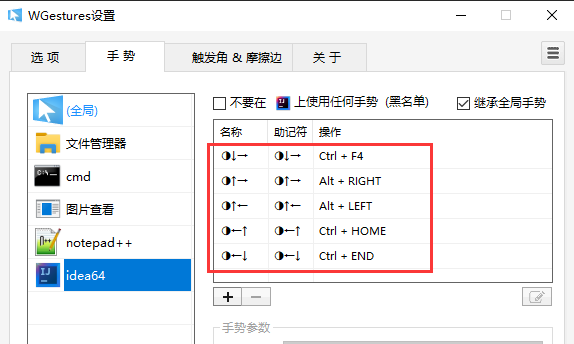 WGestures设置
选 项
手 势
触发角 & 摩擦边
关 于
(全局)
文件管理器
cmd
图片查看
notepad++
idea64
不要在 上使用任何手势（黑名单)
继承全局手势
名称 助记符 操作
◑↓→ ◑↓→ Ctrl + F4
◑↑→ ◑↑→ Alt + RIGHT
◑↑← ◑↑← Alt + LEFT
◑←↑ ◑←↑ Ctrl + HOME
◑←↓ ◑←↓ Ctrl + END
手势参数